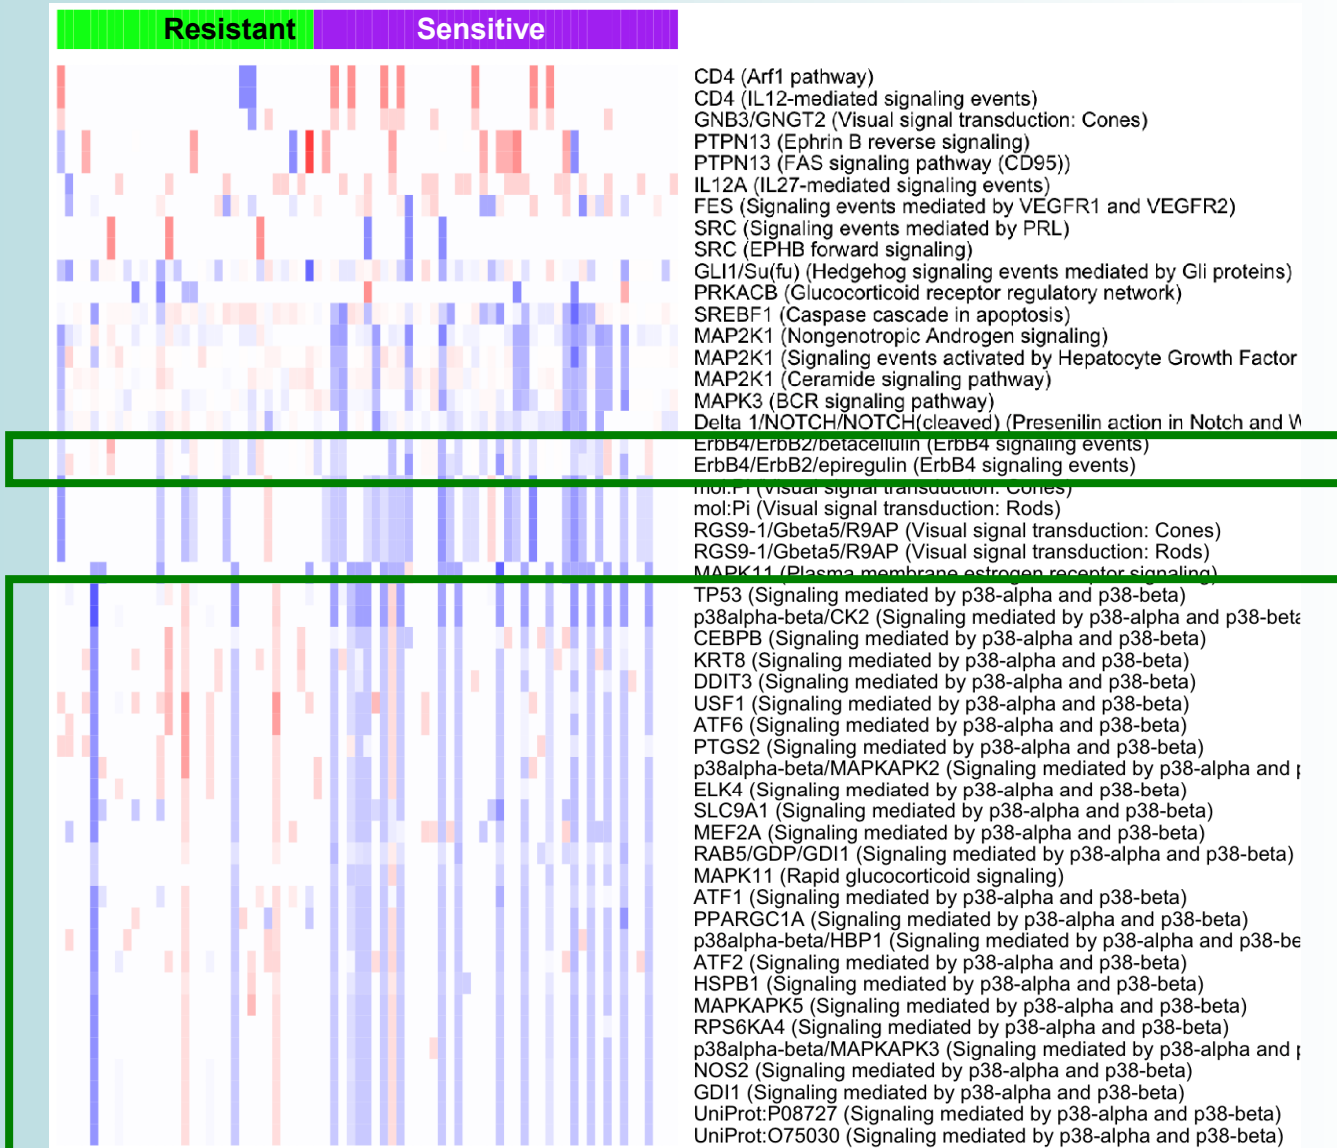 Resistant Sensitive
CD4 (Arf1 pathway)
CD4 (IL12-mediated signaling events)
GNB3/GNGT2 (Visual signal transduction: Cones)
PTPN13 (Ephrin B reverse signaling)
PTPN13 (FAS signaling pathway (CD95))
IL12A (IL27-mediated signaling events)
FES (Signaling events mediated by VEGFR1 and VEGFR2)
SRC (Signaling events mediated by PRL)
SRC (EPHB forward signaling)
GLI1/Su(fu) (Hedgehog signaling events mediated by Gli proteins)
PRKACB (Glucocorticoid receptor regulatory network)
SREBF1 (Caspase cascade in apoptosis)
MAP2K1 (Nongenotropic Androgen signaling)
MAP2K1 (Signaling events activated by Hepatocyte Growth Factor
MAP2K1 (Ceramide signaling pathway)
MAPK3 (BCR signaling pathway)
Delta 1/NOTCH/NOTCH(cleaved) (Presenilin action in Notch and W
ErbB4/ErbB2/betacellulin (ErbB4 signaling events)
ErbB4/ErbB2/epiregulin (ErbB4 signaling events)
mol:Pi (Visual signal transduction: Cones)
mol:Pi (Visual signal transduction: Rods)
RGS9-1/Gbeta5/R9AP (Visual signal transduction: Cones)
RGS9-1/Gbeta5/R9AP (Visual signal transduction: Rods)
MAPK11 (Plasma membrane estrogen receptor signaling)
TP53 (Signaling mediated by p38-alpha and p38-beta)
p38alpha-beta/CK2 (Signaling mediated by p38-alpha and p38-beta
CEBPB (Signaling mediated by p38-alpha and p38-beta)
KRT8 (Signaling mediated by p38-alpha and p38-beta)
DDIT3 (Signaling mediated by p38-alpha and p38-beta)
USF1 (Signaling mediated by p38-alpha and p38-beta)
ATF6 (Signaling mediated by p38-alpha and p38-beta)
PTGS2 (Signaling mediated by p38-alpha and p38-beta)
p38alpha-beta/MAPKAPK2 (Signaling mediated by p38-alpha and p
ELK4 (Signaling mediated by p38-alpha and p38-beta)
SLC9A1 (Signaling mediated by p38-alpha and p38-beta)
MEF2A (Signaling mediated by p38-alpha and p38-beta)
RAB5/GDP/GDI1 (Signaling mediated by p38-alpha and p38-beta)
MAPK11 (Rapid glucocorticoid signaling)
ATF1 (Signaling mediated by p38-alpha and p38-beta)
PPARGC1A (Signaling mediated by p38-alpha and p38-beta)
p38alpha-beta/HBP1 (Signaling mediated by p38-alpha and p38-be
ATF2 (Signaling mediated by p38-alpha and p38-beta)
HSPB1 (Signaling mediated by p38-alpha and p38-beta)
MAPKAPK5 (Signaling mediated by p38-alpha and p38-beta)
RPS6KA4 (Signaling mediated by p38-alpha and p38-beta)
p38alpha-beta/MAPKAPK3 (Signaling mediated by p38-alpha and p
NOS2 (Signaling mediated by p38-alpha and p38-beta)
GDI1 (Signaling mediated by p38-alpha and p38-beta)
UniProt:P08727 (Signaling mediated by p38-alpha and p38-beta)
UniProt:O75030 (Signaling mediated by p38-alpha and p38-beta)